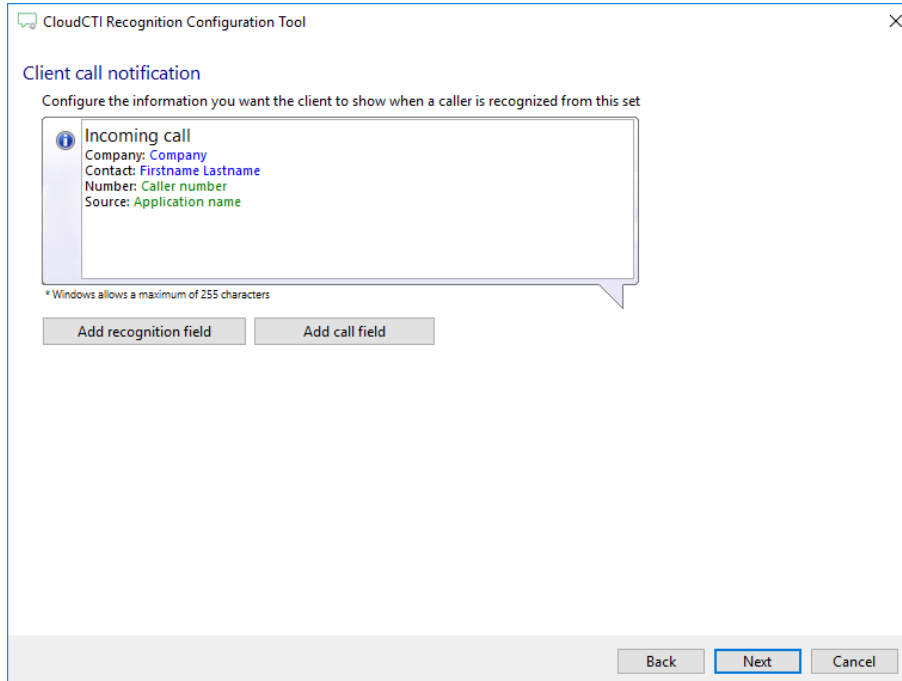 CloudCTI Recognition Configuration Tool
Client call notification
Configure the information you want the client to show when a caller is recognized from this set
Incoming call
Company: Company
Contact: Firstname Lastname
Number: Caller number
Source: Application name
* Windows allows a maximum of 255 characters
Add recognition field Add call field
Back Next Cancel